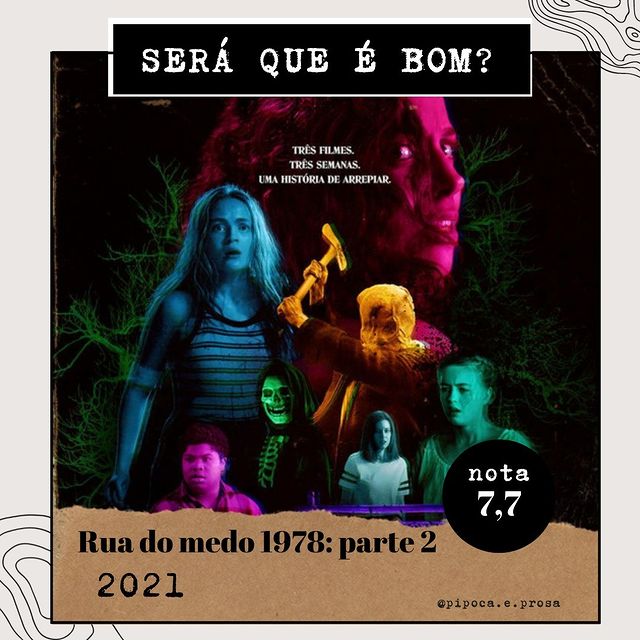 SERÁ QUE É BOM?
TRÊS FILMES.
TRÊS SEMANAS.
UMA HISTÓRIA DE ARREPIAR.
nota
7,7
Rua do medo 1978: parte 2
2021
@pipoca.e.prosa